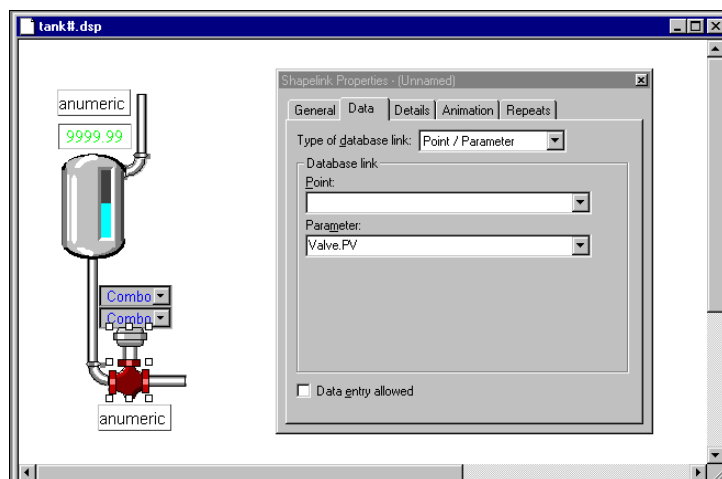 tank#.dsp
anumeric
9999.99
Combo
Combo
anumeric
Shapelink Properties - (Unnamed)
General Data Details Animation Repeats
Type of database link: Point / Parameter
Database link
Point:
Parameter:
Valve.PV
Data entry allowed